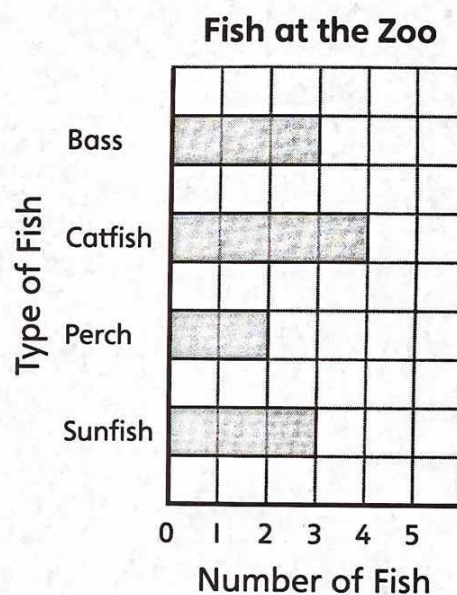 Fish at the Zoo
Type of Fish
Bass
Catfish
Perch
Sunfish
0 1 2 3 4 5
Number of Fish